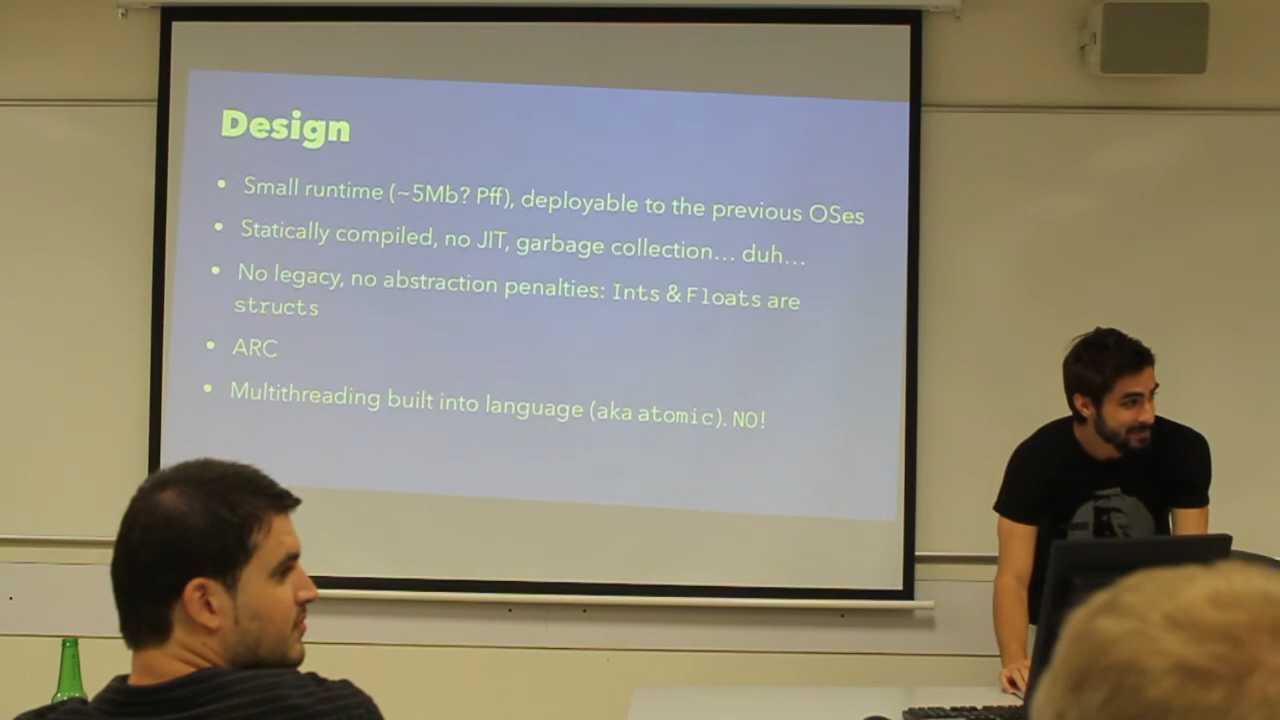 Design
• Small runtime (~5Mb? Pff), deployable to the previous OSes
• Statically compiled, no JIT, garbage collection... duh...
• No legacy, no abstraction penalties: Ints & Floats are
structs
• ARC
• Multithreading built into language (aka atomic). NO!